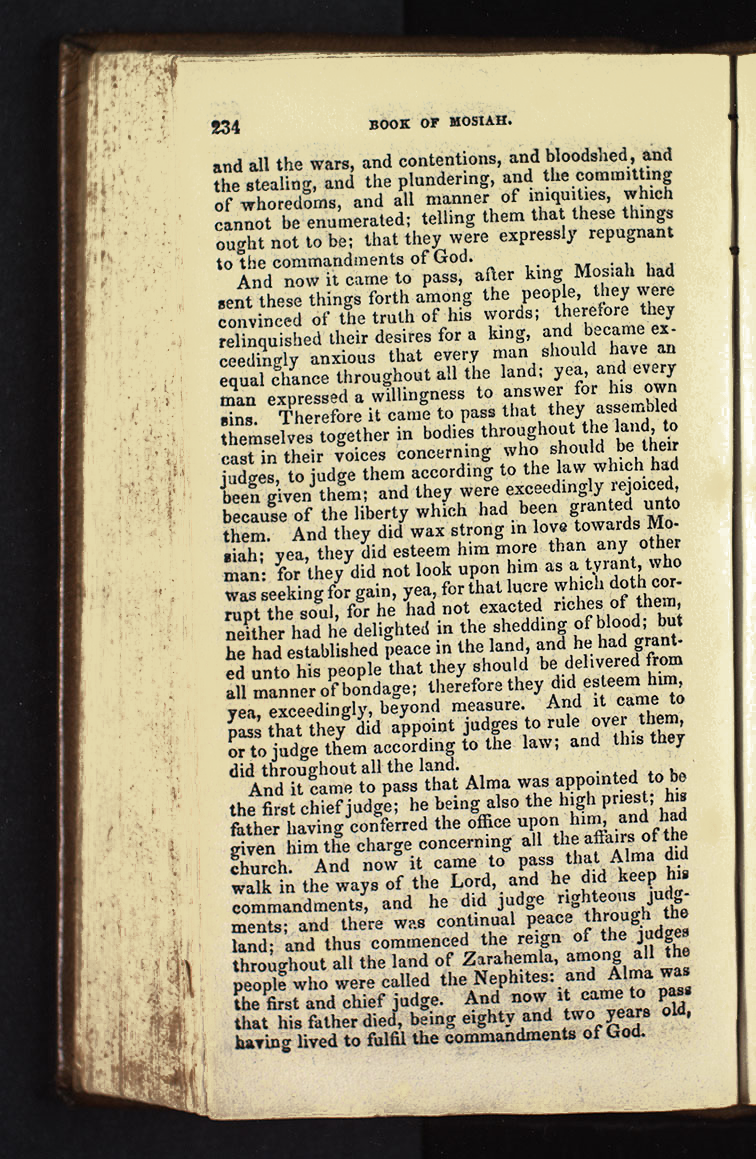 234 BOOK OF MOSIAH.
and all the wars, and contentions, and bloodshed, and
the stealing, and the plundering, and the committing
of whoredoms, and all manner of iniquities, which
cannot be enumerated; telling them that these things
ought not to be; that they were expressly repugnant
to the commandments of God.
And now it came to pass, after king Mosiah had
sent these things forth among the people, they were
convinced of the truth of his words; therefore they
relinquished their desires for a king, and became ex-
ceedingly anxious that every man should have an
equal chance throughout all the land; yea, and every
man expressed a willingness to answer for his own
sins. Therefore it came to pass that they assembled
themselves together in bodies throughout the land, to
cast in their voices concerning who should be their
judges, to judge them according to the law which had
been given them; and they were exceedingly rejoiced,
because of the liberty which had been granted unto
them. And they did wax strong in love towards Mo-
siah; yea, they did esteem him more than any other
man: for they did not look upon him as a tyrant, who
was seeking for gain, yea, for that lucre which doth cor-
rupt the soul, for he had not exacted riches of them,
neither had he delighted in the shedding of blood; but
he had established peace in the land, and he had grant-
ed unto his people that they should be delivered from
all manner of bondage; therefore they did esteem him,
yea, exceedingly, beyond measure. And it came to
pass that they did appoint judges to rule over them,
or to judge them according to the law; and this they
did throughout all the land.
And it came to pass that Alma was appointed to be
the first chief judge; he being also the high priest; his
father having conferred the office upon him, and had
given him the charge concerning all the affairs of the
church. And now it came to pass that Alma did
walk in the ways of the Lord, and he did keep his
commandments, and he did judge righteous judg-
ments; and there was continual peace through the
land; and thus commenced the reign of the judges
throughout all the land of Zarahemla, among all the
people who were called the Nephites: and Alma was
the first and chief judge. And now it came to pass
that his father died, being eighty and two years old,
having lived to fulfil the commandments of God.